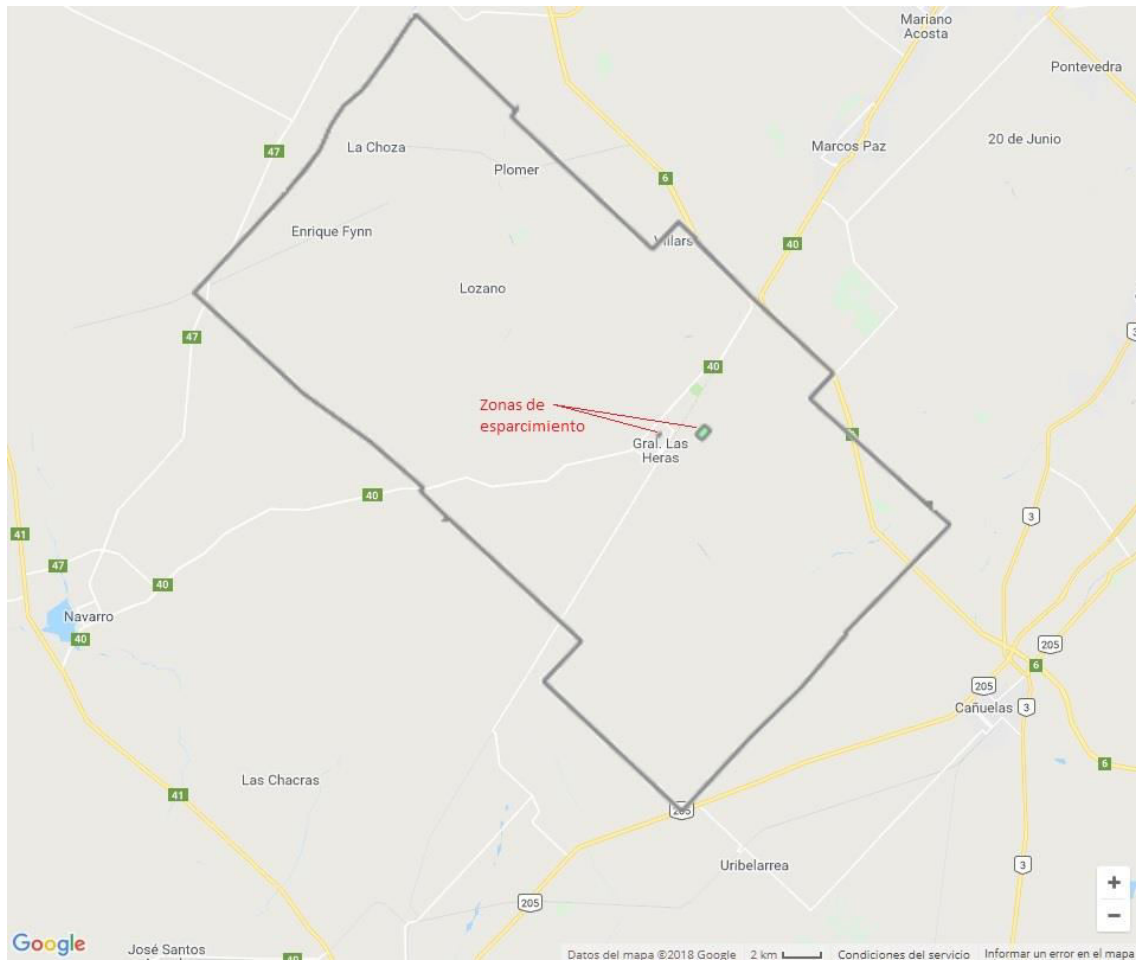 Mariano
Acosta
Pontevedra
La Choza
47
Plomer
Marcos Paz
20 de Junio
6
Enrique Fynn
Villars
40
Lozano
47
3
40
Zonas de
esparcimiento
Gral. Las
Heras
6
40
41
3
47
40
Navarro
40
205
6
205
Cañuelas
3
6
Las Chacras
41
205
Uribelarrea
3
205
+
−
Google
José Santos
40
Datos del mapa ©2018 Google
2 km
Condiciones del servicio
Informar un error en el mapa